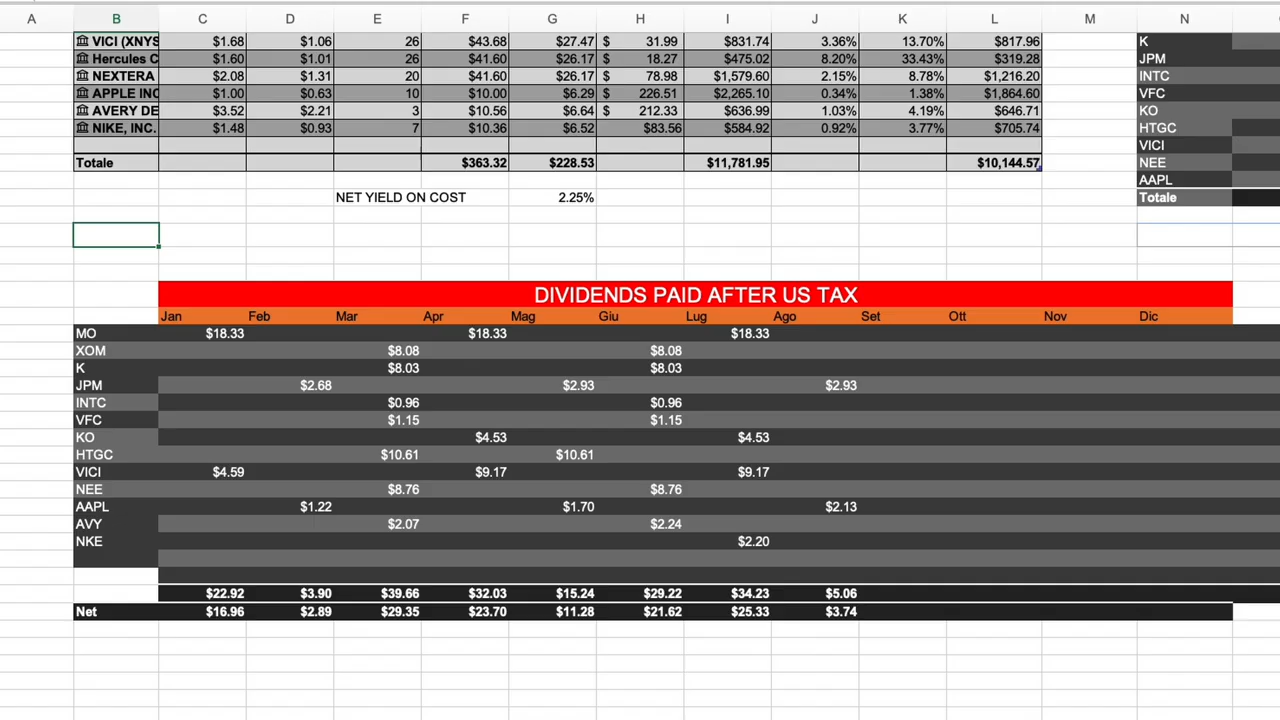 A B C D E F G H I J K L M N
VICI (XNYS $1.68 $1.06 26 $43.68 $27.47 $ 31.99 $831.74 3.36% 13.70% $817.96 K
Hercules C $1.60 $1.01 26 $41.60 $26.17 $ 18.27 $475.02 8.20% 33.43% $319.28 JPM
NEXTERA $2.08 $1.31 20 $41.60 $26.17 $ 78.98 $1,579.60 2.15% 8.78% $1,216.20 INTC
APPLE INC $1.00 $0.63 10 $10.00 $6.29 $ 226.51 $2,265.10 0.34% 1.38% $1,864.60 VFC
AVERY DE $3.52 $2.21 3 $10.56 $6.64 $ 212.33 $636.99 1.03% 4.19% $646.71 KO
NIKE, INC. $1.48 $0.93 7 $10.36 $6.52 $83.56 $584.92 0.92% 3.77% $705.74 HTGC
VICI
Totale $363.32 $228.53 $11,781.95 $10,144.57 NEE
AAPL
NET YIELD ON COST 2.25% Totale
DIVIDENDS PAID AFTER US TAX
Jan Feb Mar Apr Mag Giu Lug Ago Set Ott Nov Dic
MO $18.33 $18.33 $18.33
XOM $8.08 $8.08
K $8.03 $8.03
JPM $2.68 $2.93 $2.93
INTC $0.96 $0.96
VFC $1.15 $1.15
KO $4.53 $4.53
HTGC $10.61 $10.61
VICI $4.59 $9.17 $9.17
NEE $8.76 $8.76
AAPL $1.22 $1.70 $2.13
AVY $2.07 $2.24
NKE $2.20
$22.92 $3.90 $39.66 $32.03 $15.24 $29.22 $34.23 $5.06
Net $16.96 $2.89 $29.35 $23.70 $11.28 $21.62 $25.33 $3.74